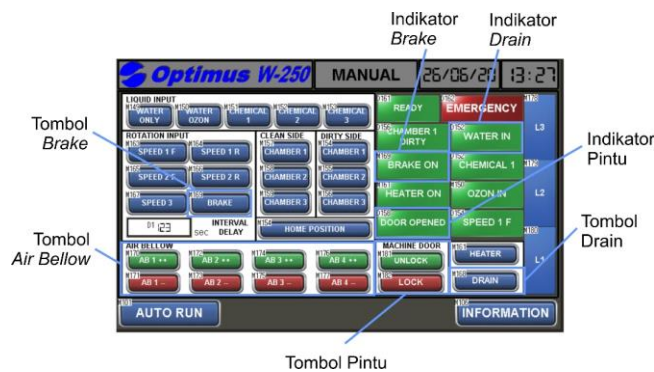 Indikator
Brake
Indikator
Drain
Optimus W-250
MANUAL
26/06/20
13:27
LIQUID INPUT
WATER
ONLY
WATER
OZON
CHEMICAL
1
CHEMICAL
2
CHEMICAL
3
READY
EMERGENCY
Tombol
Brake
ROTATION INPUT
CLEAN SIDE
DIRTY SIDE
SPEED 1 F
SPEED 1 R
CHAMBER 1
CHAMBER 1
CHAMBER 1
DIRTY
WATER IN
L3
Indikator
Pintu
SPEED 2 F
SPEED 2 R
CHAMBER 2
CHAMBER 2
BRAKE ON
CHEMICAL 1
SPEED 3
BRAKE
CHAMBER 3
CHAMBER 3
HEATER ON
OZON IN
L2
123
sec
INTERVAL
DELAY
HOME POSITION
DOOR OPENED
SPEED 1 F
Tombol
Drain
Tombol
Air Bellow
AIR BELLOW
MACHINE DOOR
AB 1 ++
AB 2 ++
AB 3 ++
AB 4 ++
UNLOCK
HEATER
AB 1 --
AB 2 --
AB 3 --
AB 4 --
LOCK
DRAIN
AUTO RUN
INFORMATION
Tombol Pintu